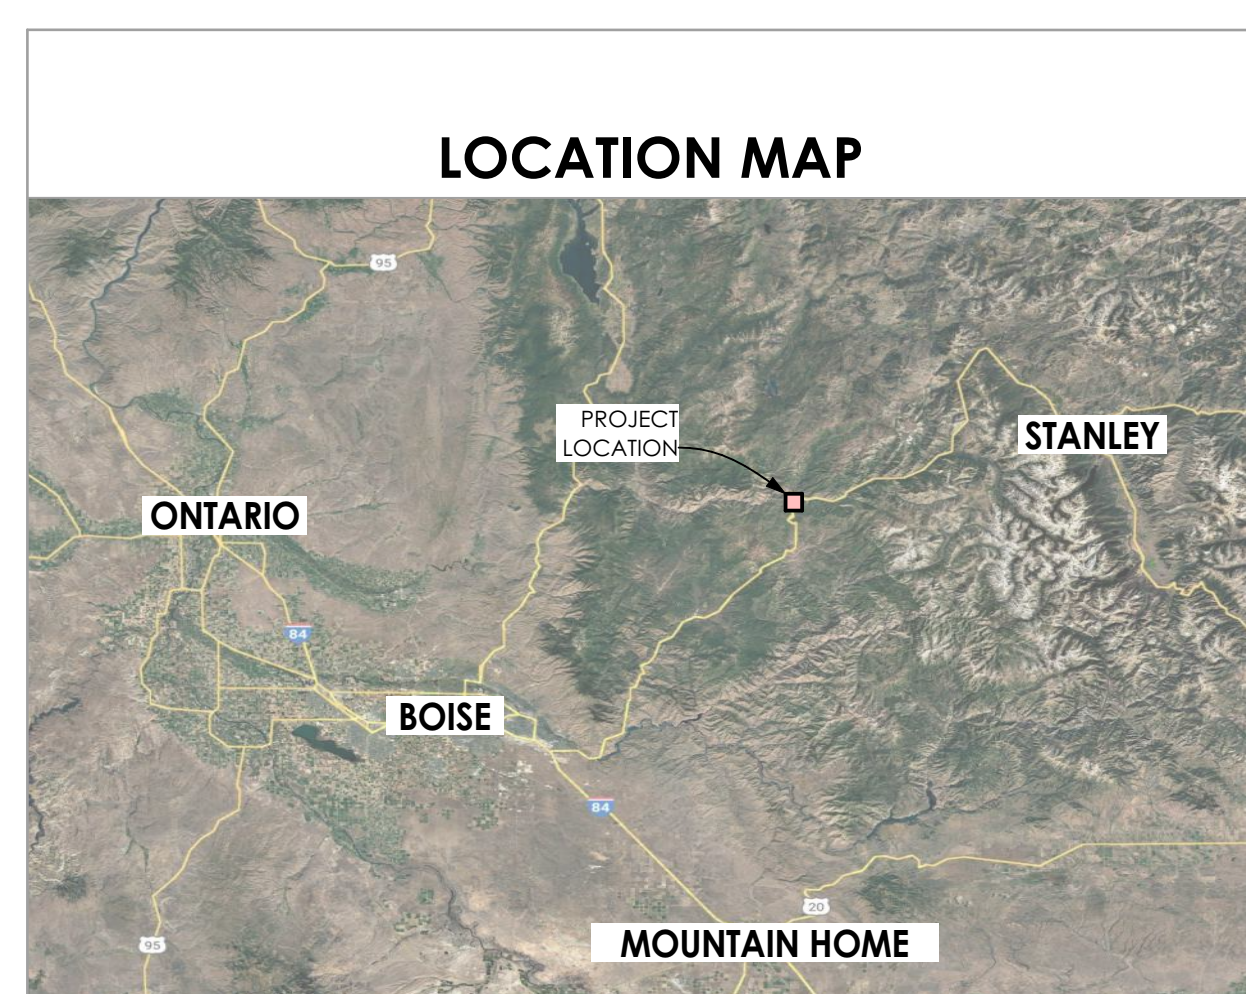 LOCATION MAP
95
PROJECT
LOCATION
STANLEY
ONTARIO
84
BOISE
84
20
95
MOUNTAIN HOME